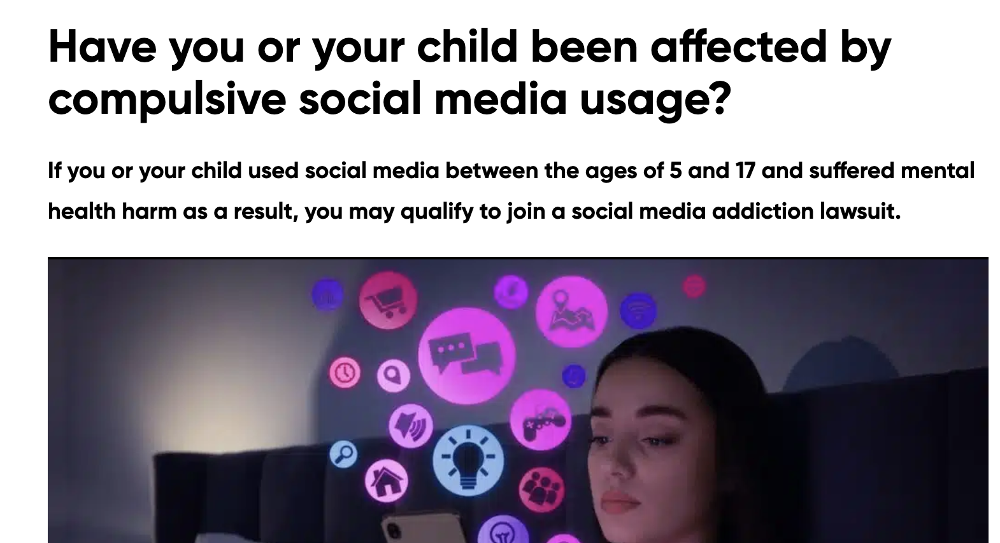 Have you or your child been affected by
compulsive social media usage?
If you or your child used social media between the ages of 5 and 17 and suffered mental
health harm as a result, you may qualify to join a social media addiction lawsuit.